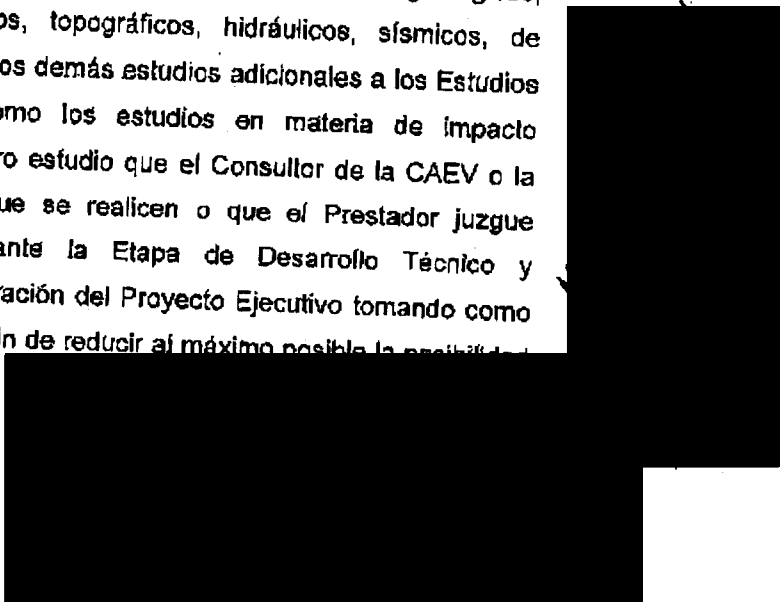 os, topográficos, hidráulicos, sísmicos, de
os demás estudios adicionales a los Estudios
omo los estudios en materia de impacto
ro estudio que el Consultor de la CAEV o la
ue se realicen o que el Prestador juzgue
ante la Etapa de Desarrollo Técnico y
ración del Proyecto Ejecutivo tomando como
in de reducir al máximo posible la posibilidad